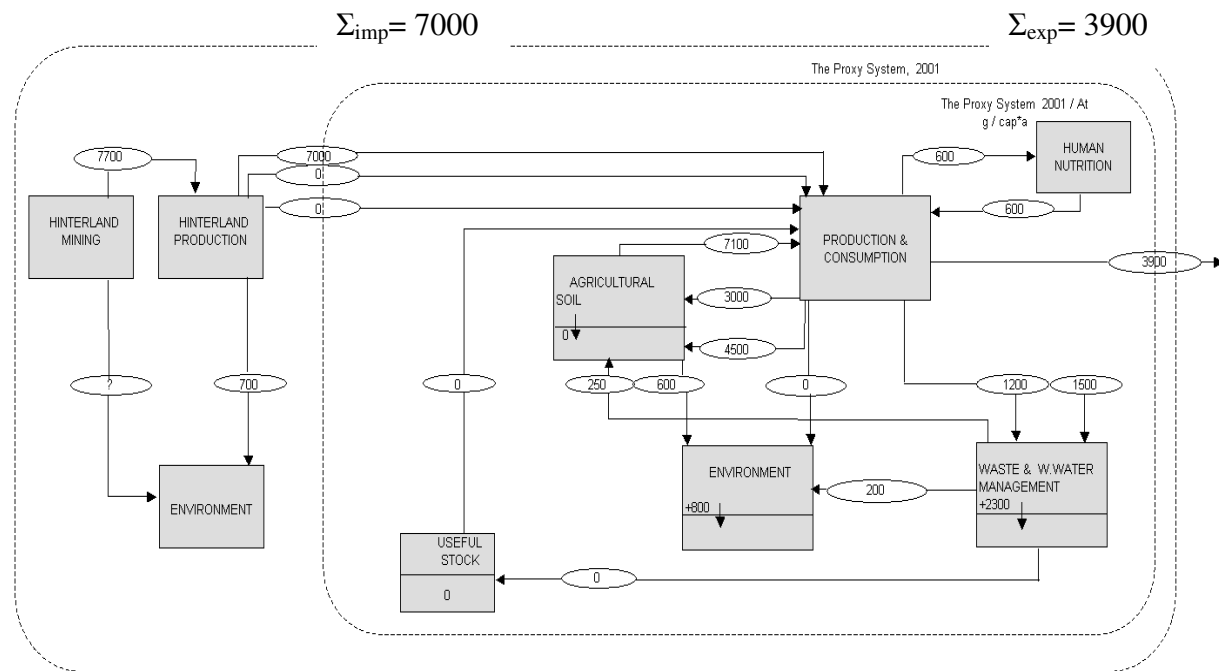 Σimp= 7000
Σexp= 3900
The Proxy System, 2001
The Proxy System 2001 / At
g / cap*a
7700
7000
0
0
600
HUMAN
NUTRITION
600
HINTERLAND
MINING
HINTERLAND
PRODUCTION
PRODUCTION &
CONSUMPTION
7100
3900
AGRICULTURAL
SOIL
0
3000
4500
?
700
0
250
600
0
1200
1500
ENVIRONMENT
ENVIRONMENT
+800
200
WASTE & W.WATER
MANAGEMENT
+2300
USEFUL
STOCK
0
0